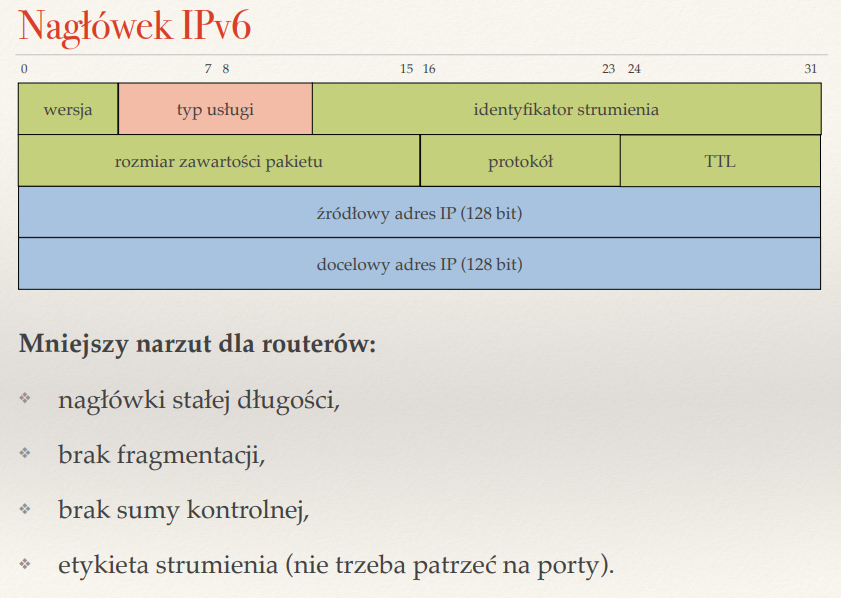 Nagłówek IPv6
0 7 8 15 16 23 24 31
wersja typ usługi identyfikator strumienia
rozmiar zawartości pakietu protokół TTL
źródłowy adres IP (128 bit)
docelowy adres IP (128 bit)
Mniejszy narzut dla routerów:
❖ nagłówki stałej długości,
❖ brak fragmentacji,
❖ brak sumy kontrolnej,
❖ etykieta strumienia (nie trzeba patrzeć na porty).